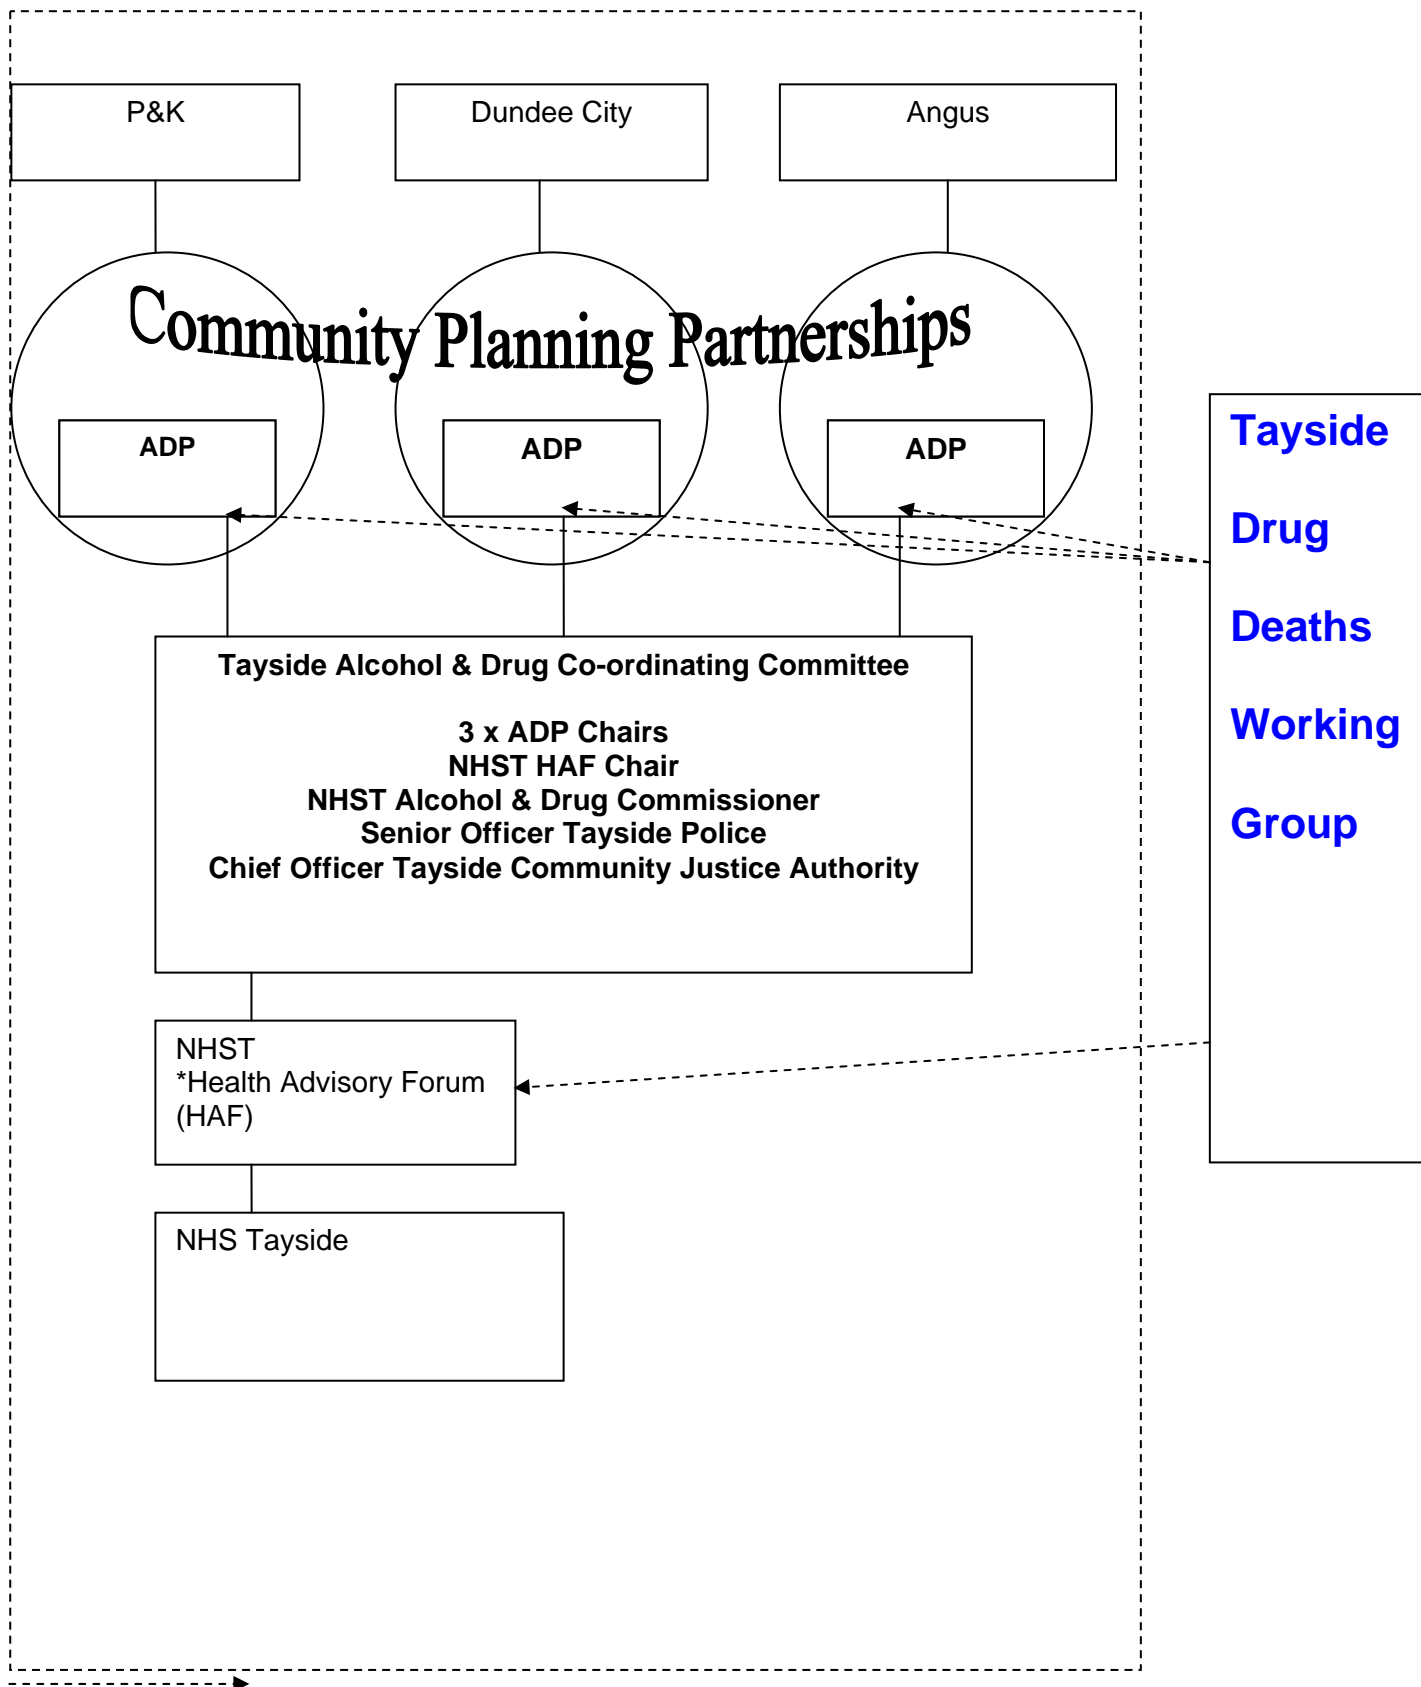 P&K
Dundee City
Angus
Community Planning Partnerships
ADP
ADP
ADP
Tayside Alcohol & Drug Co-ordinating Committee
3 x ADP Chairs
NHST HAF Chair
NHST Alcohol & Drug Commissioner
Senior Officer Tayside Police
Chief Officer Tayside Community Justice Authority
NHST
*Health Advisory Forum
(HAF)
NHS Tayside
Tayside
Drug
Deaths
Working
Group